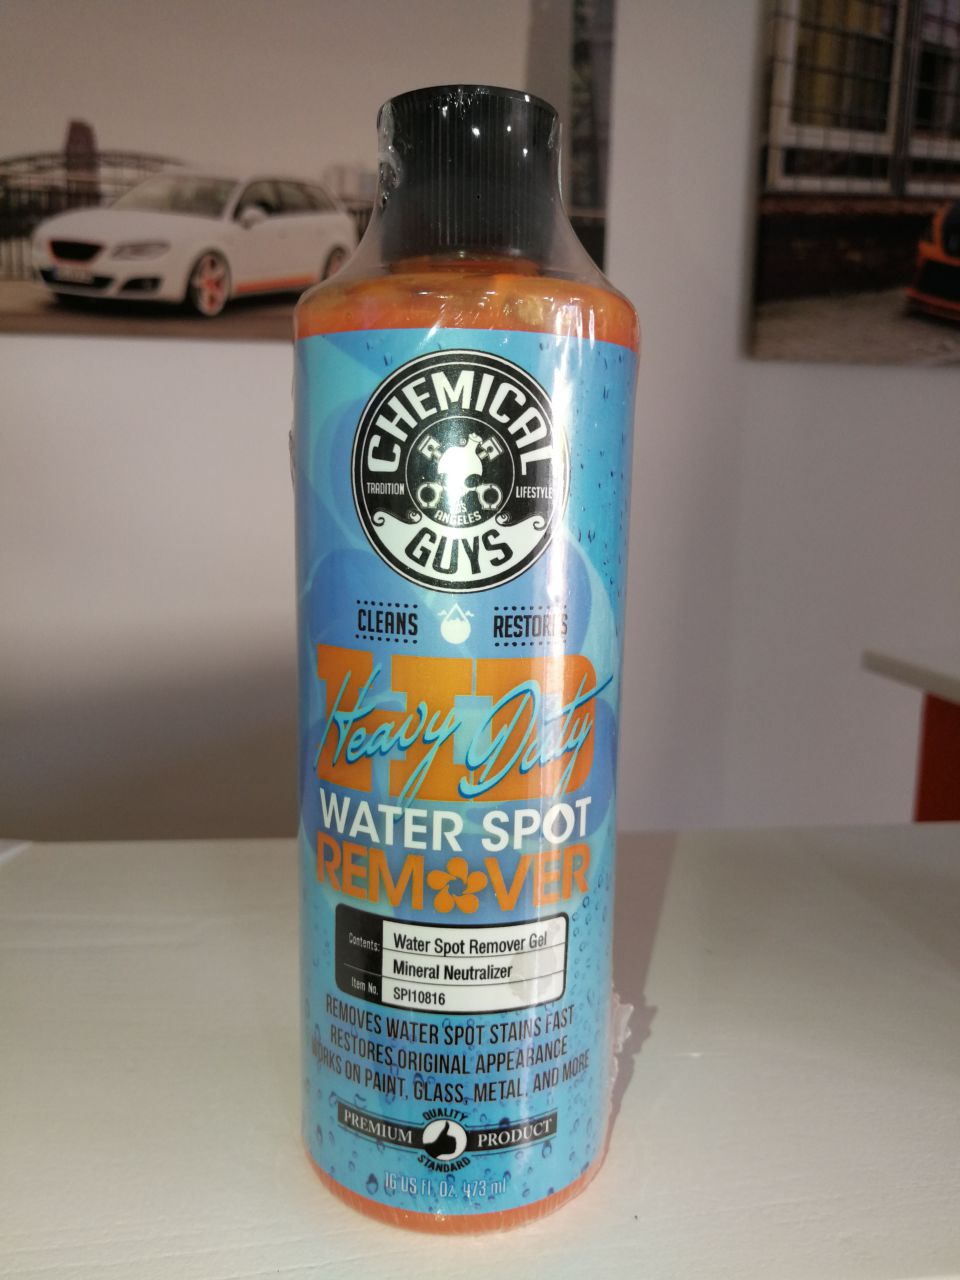 CHEMICAL
TRADITION
LIFESTYLE
LOS
ANGELES
GUYS
CLEANS
RESTORES
HD
Heavy Duty
WATER SPOT
REMOVER
Contents: Water Spot Remover Gel
Mineral Neutralizer
Item No. SPI10816
REMOVES WATER SPOT STAINS FAST
RESTORES ORIGINAL APPEARANCE
WORKS ON PAINT, GLASS, METAL, AND MORE
QUALITY
PREMIUM PRODUCT
STANDARD
16 US fl. Oz. 473 ml